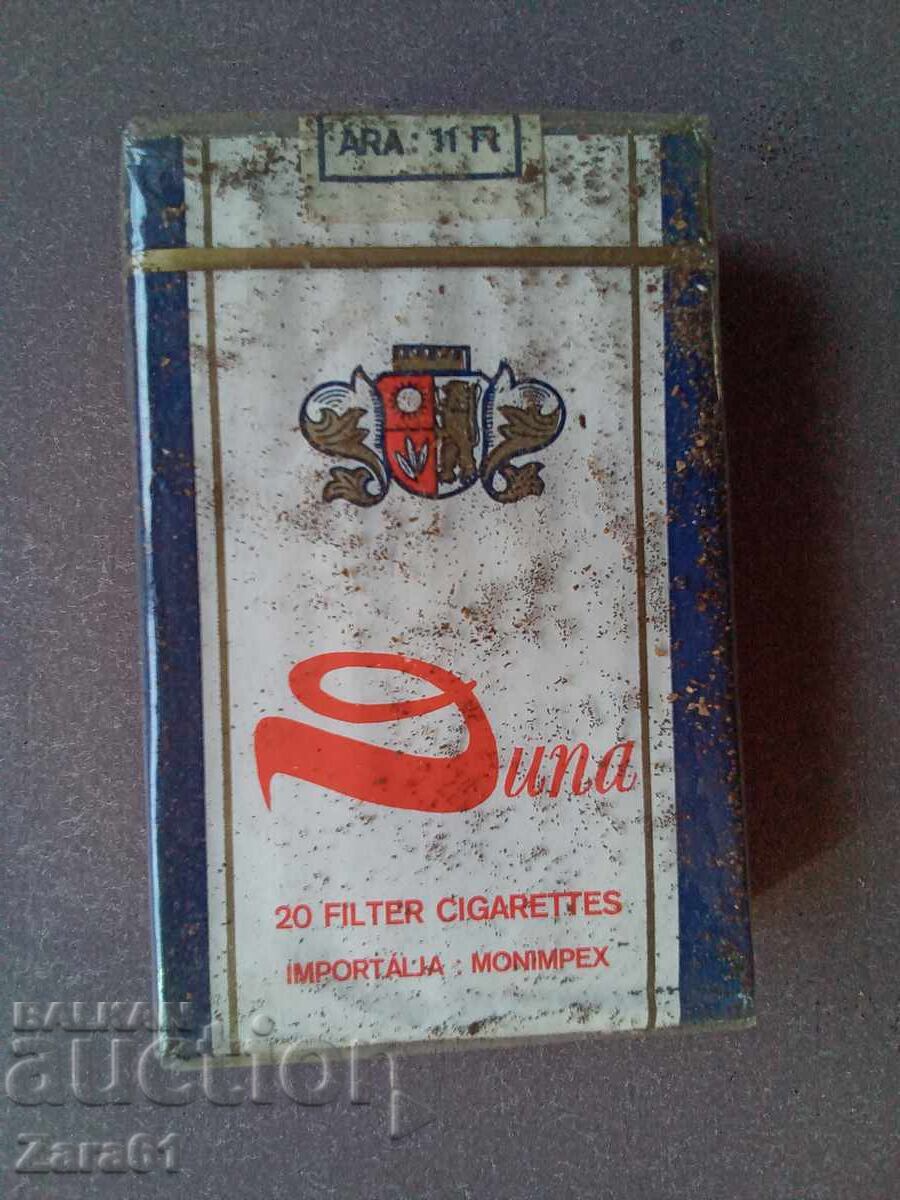 ÁRA: 11 Ft
Duna
20 FILTER CIGARETTES
IMPORTÁLJA : MONIMPEX
BALKAN
auction
Zara61